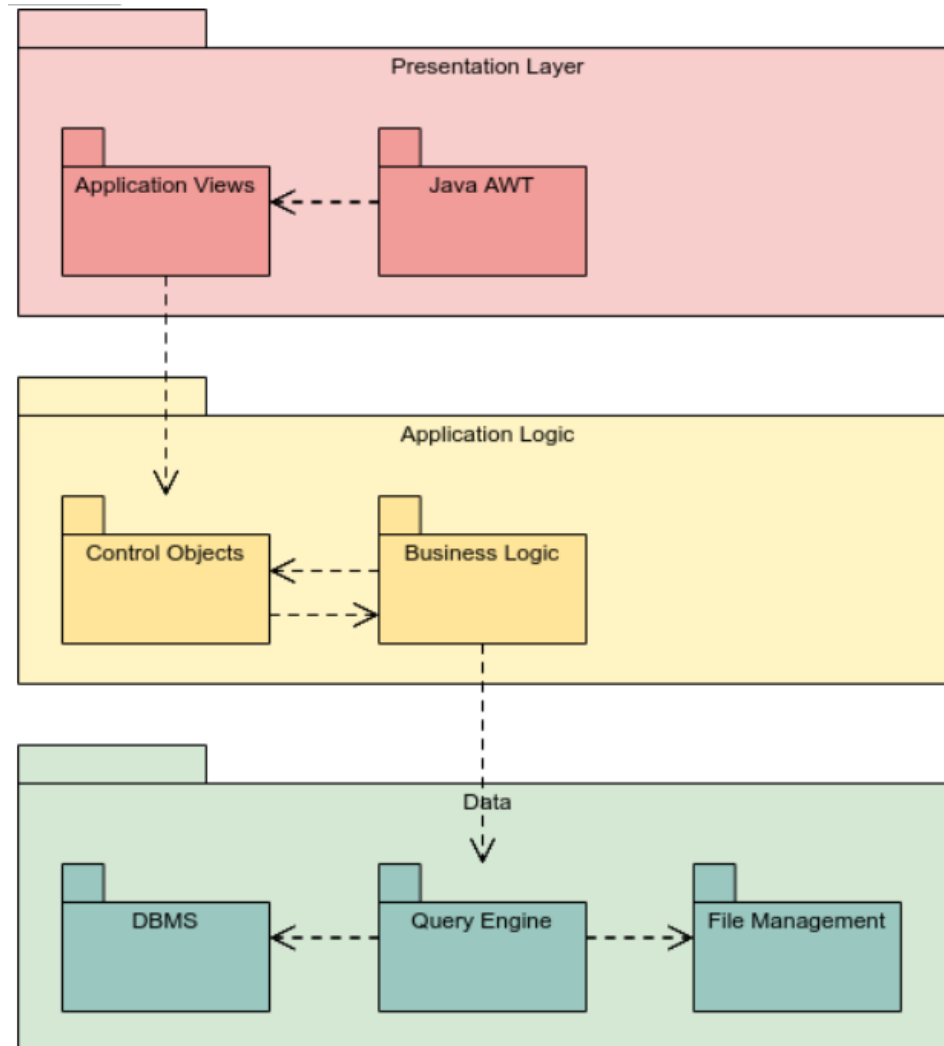 Presentation Layer
Application Views
Java AWT
Application Logic
Control Objects
Business Logic
Data
DBMS
Query Engine
File Management